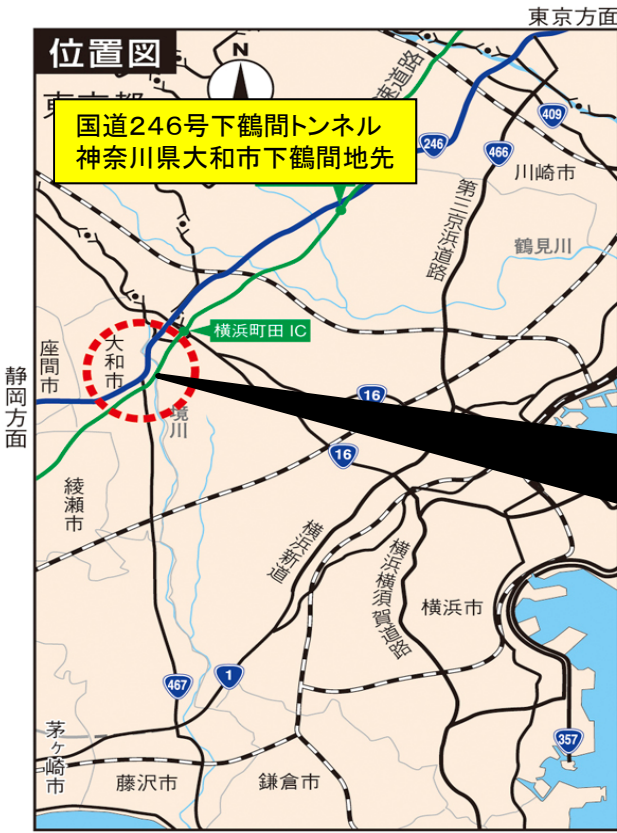 東京方面
位置図
N
国道246号下鶴間トンネル
神奈川県大和市下鶴間地先
速道路
409
246
466
川崎市
第三京浜道路
鶴見川
横浜町田 IC
座間市
大和市
静岡方面
境川
16
16
綾瀬市
横浜新道
横浜横須賀道路
横浜市
467
1
357
茅ヶ崎市
藤沢市
鎌倉市